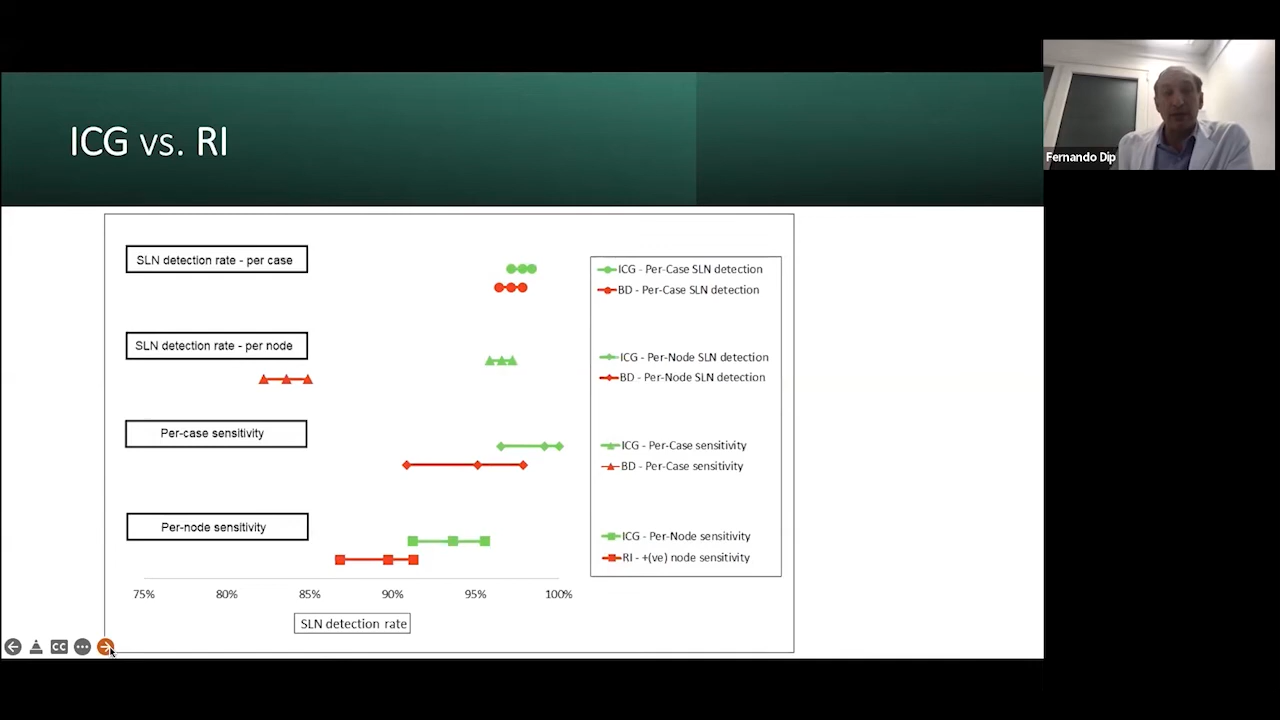 ICG vs. RI
Fernando Dip
SLN detection rate - per case
ICG - Per-Case SLN detection
BD - Per-Case SLN detection
SLN detection rate - per node
ICG - Per-Node SLN detection
BD - Per-Node SLN detection
Per-case sensitivity
ICG - Per-Case sensitivity
BD - Per-Case sensitivity
Per-node sensitivity
ICG - Per-Node sensitivity
RI - +(ve) node sensitivity
75% 80% 85% 90% 95% 100%
SLN detection rate
CC